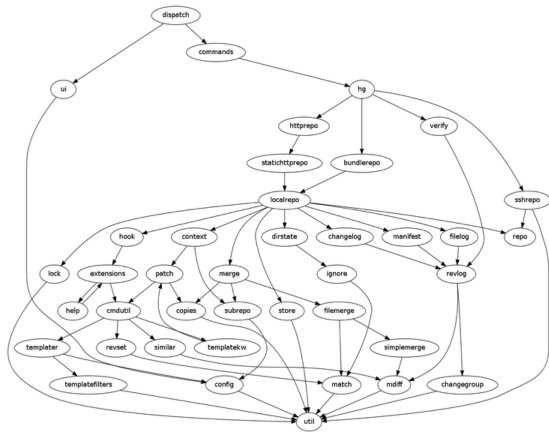 dispatch
commands
ui
hg
httprepo
verify
statichttprepo
bundlerepo
localrepo
sshrepo
hook
context
dirstate
changelog
manifest
filelog
repo
lock
extensions
patch
merge
ignore
revlog
help
cmdutil
copies
subrepo
store
filemerge
templater
revset
similar
templatekw
simplemerge
templatefilters
config
match
mdiff
changegroup
util